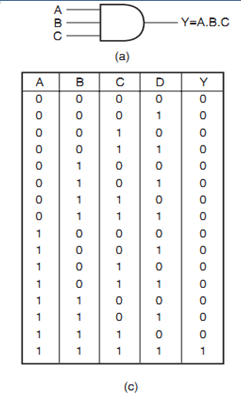 A
B Y=A.B.C
C
(a)
A B C D Y
0 0 0 0 0
0 0 0 1 0
0 0 1 0 0
0 0 1 1 0
0 1 0 0 0
0 1 0 1 0
0 1 1 0 0
0 1 1 1 0
1 0 0 0 0
1 0 0 1 0
1 0 1 0 0
1 0 1 1 0
1 1 0 0 0
1 1 0 1 0
1 1 1 0 0
1 1 1 1 1
(c)